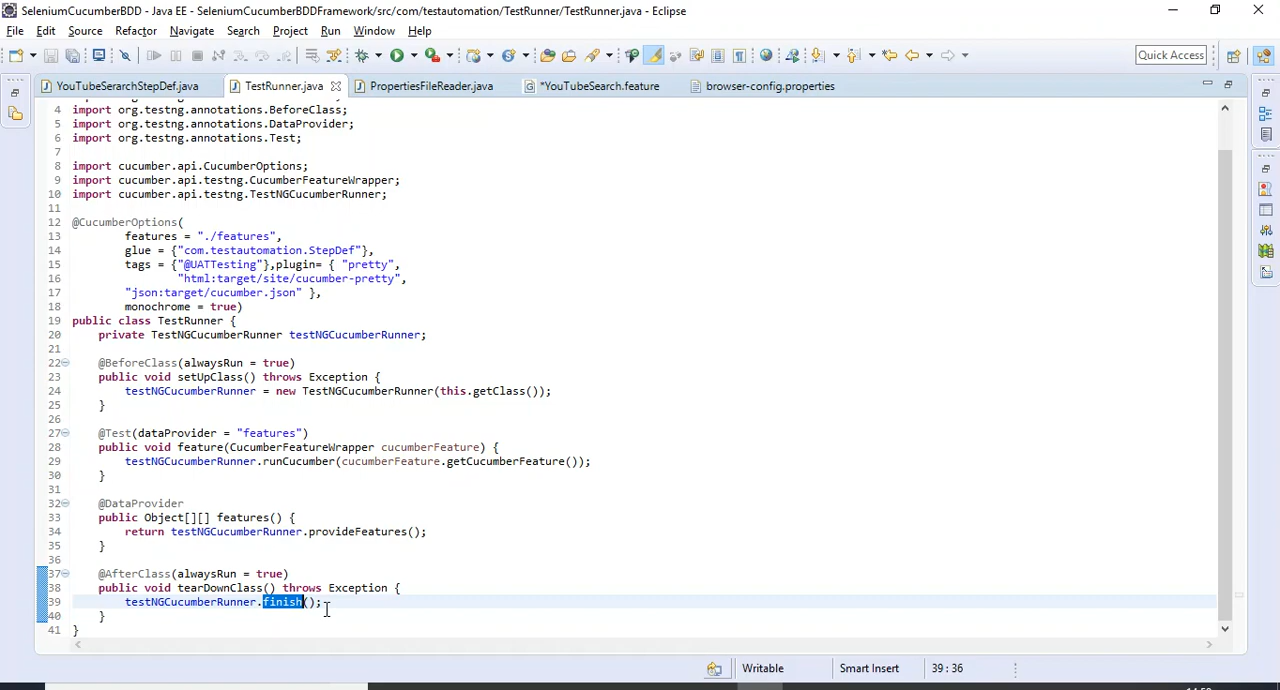 SeleniumCucumberBDD - Java EE - SeleniumCucumberBDDFramework/src/com/testautomation/TestRunner/TestRunner.java - Eclipse
File Edit Source Refactor Navigate Search Project Run Window Help
Quick Access
YouTubeSerarchStepDef.java TestRunner.java PropertiesFileReader.java *YouTubeSearch.feature browser-config.properties
4 import org.testng.annotations.BeforeClass;
5 import org.testng.annotations.DataProvider;
6 import org.testng.annotations.Test;
7
8 import cucumber.api.CucumberOptions;
9 import cucumber.api.testng.CucumberFeatureWrapper;
10 import cucumber.api.testng.TestNGCucumberRunner;
11
12 @CucumberOptions(
13 features = "./features",
14 glue = {"com.testautomation.StepDef"},
15 tags = {"@UATTesting"},plugin= { "pretty",
16 "html:target/site/cucumber-pretty",
17 "json:target/cucumber.json" },
18 monochrome = true)
19 public class TestRunner {
20 private TestNGCucumberRunner testNGCucumberRunner;
21
22 @BeforeClass(alwaysRun = true)
23 public void setUpClass() throws Exception {
24 testNGCucumberRunner = new TestNGCucumberRunner(this.getClass());
25 }
26
27 @Test(dataProvider = "features")
28 public void feature(CucumberFeatureWrapper cucumberFeature) {
29 testNGCucumberRunner.runCucumber(cucumberFeature.getCucumberFeature());
30 }
31
32 @DataProvider
33 public Object[][] features() {
34 return testNGCucumberRunner.provideFeatures();
35 }
36
37 @AfterClass(alwaysRun = true)
38 public void tearDownClass() throws Exception {
39 testNGCucumberRunner.finish();
40 }
41 }
Writable Smart Insert 39 : 36